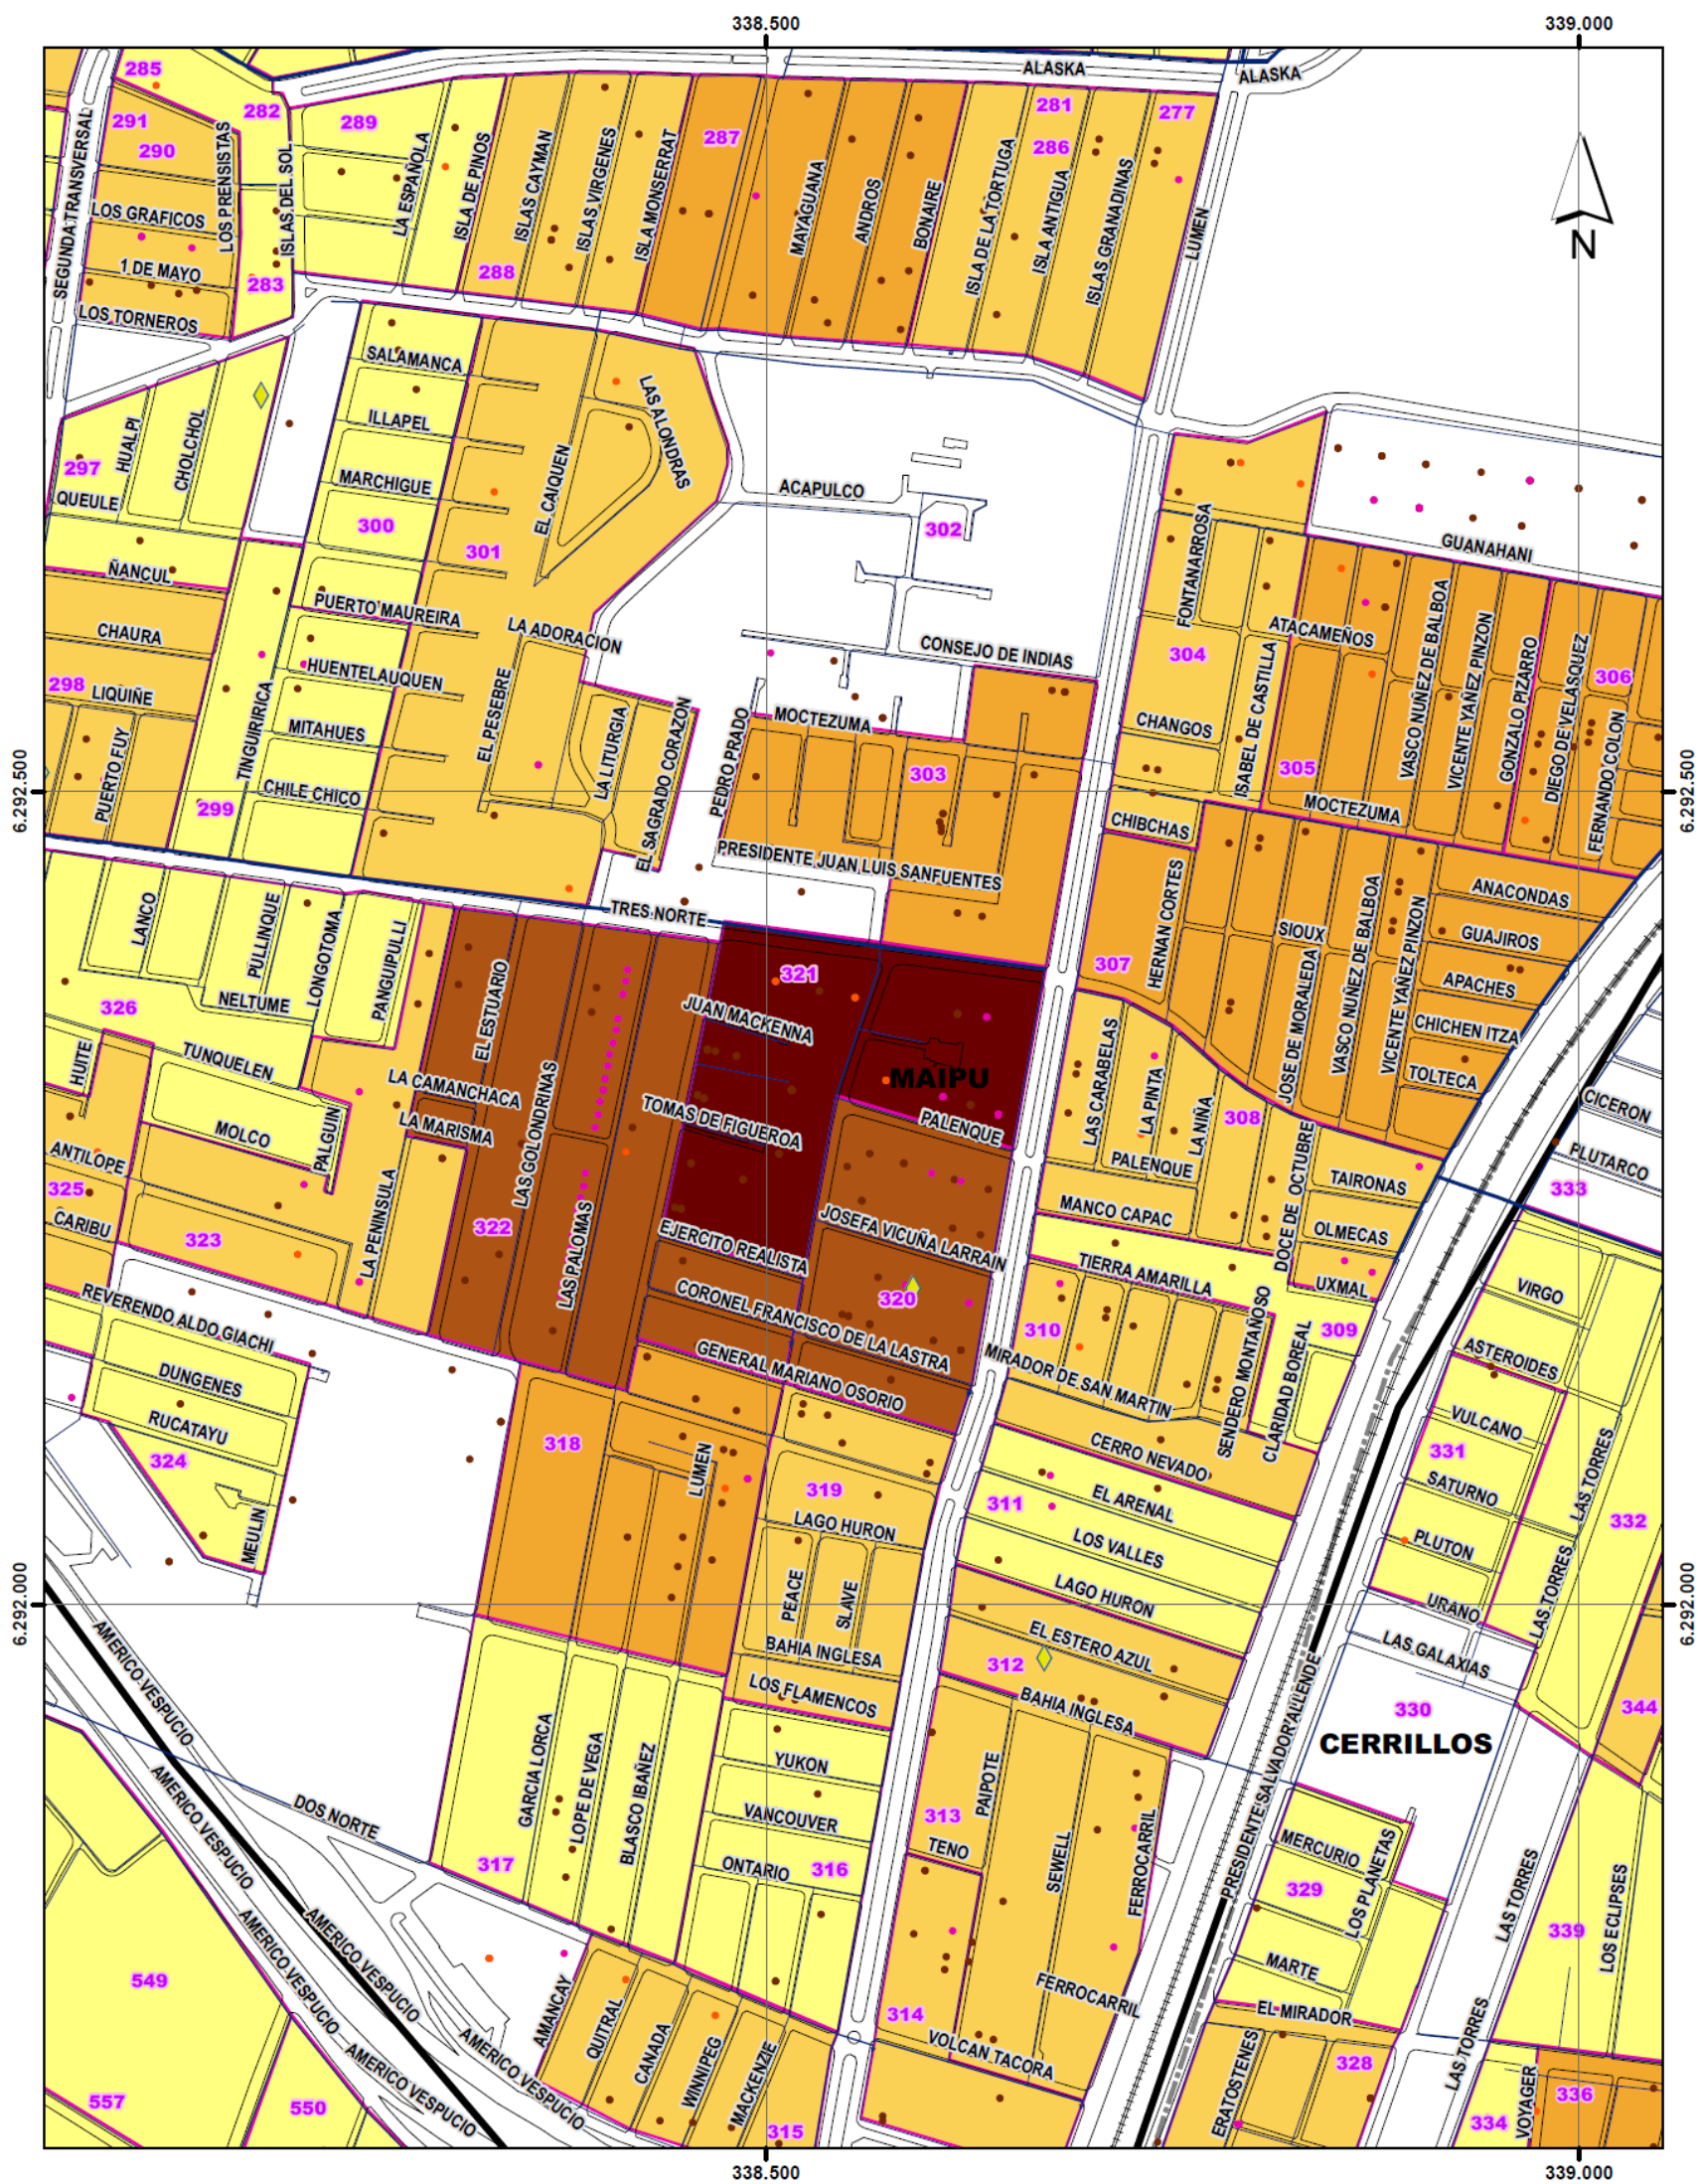 338.500
339.000
ALASKA
ALASKA
285
282
289
281
277
291
290
287
286
SEGUNDA TRANSVERSAL
LOS PRENSISTAS
ISLAS DEL SOL
LA ESPAÑOLA
ISLA DE PINOS
ISLAS CAYMAN
ISLAS VIRGENES
ISLA MONSERRAT
MAYAGUANA
ANDROS
BONAIRE
ISLA DE LA TORTUGA
ISLA ANTIGUA
ISLAS GRANADINAS
LUMEN
N
LOS GRAFICOS
1 DE MAYO
283
288
LOS TORNEROS
SALAMANCA
LAS ALONDRAS
ILLAPEL
HUALPI
CHOLCHOL
297
QUEULE
MARCHIGUE
EL CAIQUEN
ACAPULCO
300
301
302
FONTANARROSA
GUANAHANI
ÑANCUL
PUERTO MAUREIRA
LA ADORACION
CHAURA
CONSEJO DE INDIAS
304
ATACAMEÑOS
VASCO NUÑEZ DE BALBOA
VICENTE YAÑEZ PINZON
GONZALO PIZARRO
DIEGO DE VELASQUEZ
306
298
LIQUIÑE
HUENTELAUQUEN
EL PESEBRE
LA LITURGIA
EL SAGRADO CORAZON
PEDRO PRADO
MOCTEZUMA
CHANGOS
ISABEL DE CASTILLA
FERNANDO COLON
MITAHUES
TINGUIRIRICA
PUERTO FUY
6.292.500
6.292.500
303
305
299
CHILE CHICO
MOCTEZUMA
CHIBCHAS
PRESIDENTE JUAN LUIS SANFUENTES
TRES NORTE
ANACONDAS
LANCO
PULLINQUE
LONGOTOMA
PANGUIPULLI
HERNAN CORTES
SIOUX
GUAJIROS
307
321
EL ESTUARIO
JOSE DE MORALEDA
VASCO NUÑEZ DE BALBOA
VICENTE YAÑEZ PINZON
APACHES
326
NELTUME
JUAN MACKENNA
CHICHEN ITZA
HUITE
TUNQUELEN
LA CAMANCHACA
MAIPU
LAS CARABELAS
LA PINTA
LA NIÑA
TOLTECA
CICERON
LA MARISMA
TOMAS DE FIGUEROA
PALENQUE
308
MOLCO
PALGUIN
LAS GOLONDRINAS
ANTILOPE
PALENQUE
PLUTARCO
325
TAIRONAS
333
CARIBU
323
322
LA PENINSULA
LAS PALOMAS
EJERCITO REALISTA
JOSEFA VICUÑA LARRAIN
MANCO CAPAC
DOCE DE OCTUBRE
OLMECAS
TIERRA AMARILLA
UXMAL
VIRGO
REVERENDO ALDO GIACHI
CORONEL FRANCISCO DE LA LASTRA
320
310
309
DUNGENES
GENERAL MARIANO OSORIO
MIRADOR DE SAN MARTIN
SENDERO MONTAÑOSO
CLARIDAD BOREAL
ASTEROIDES
RUCATAYU
318
LUMEN
CERRO NEVADO
VULCANO
324
331
319
311
EL ARENAL
SATURNO
LAS TORRES
332
MEULIN
LAGO HURON
LOS VALLES
PLUTON
PEACE
SLAVE
LAGO HURON
URANO
LAS TORRES
6.292.000
6.292.000
AMERICO VESPUCIO
BAHIA INGLESA
EL ESTERO AZUL
LAS GALAXIAS
312
LOS FLAMENCOS
BAHIA INGLESA
PRESIDENTE SALVADOR ALLENDE
330
344
CERRILLOS
GARCIA LORCA
LOPE DE VEGA
BLASCO IBAÑEZ
YUKON
PAIPOTE
AMERICO VESPUCIO
DOS NORTE
VANCOUVER
313
TENO
SEWELL
FERROCARRIL
MERCURIO
LOS PLANETAS
317
ONTARIO
316
329
LAS TORRES
LOS ECLIPSES
339
AMERICO VESPUCIO
AMERICO VESPUCIO
549
AMANCAY
QUITRAL
CANADA
WINNIPEG
MACKENZIE
314
FERROCARRIL
MARTE
EL MIRADOR
VOLCAN TACORA
AMERICO VESPUCIO
AMERICO VESPUCIO
ERATOSTENES
328
LAS TORRES
VOYAGER
336
557
550
315
334
338.500
339.000